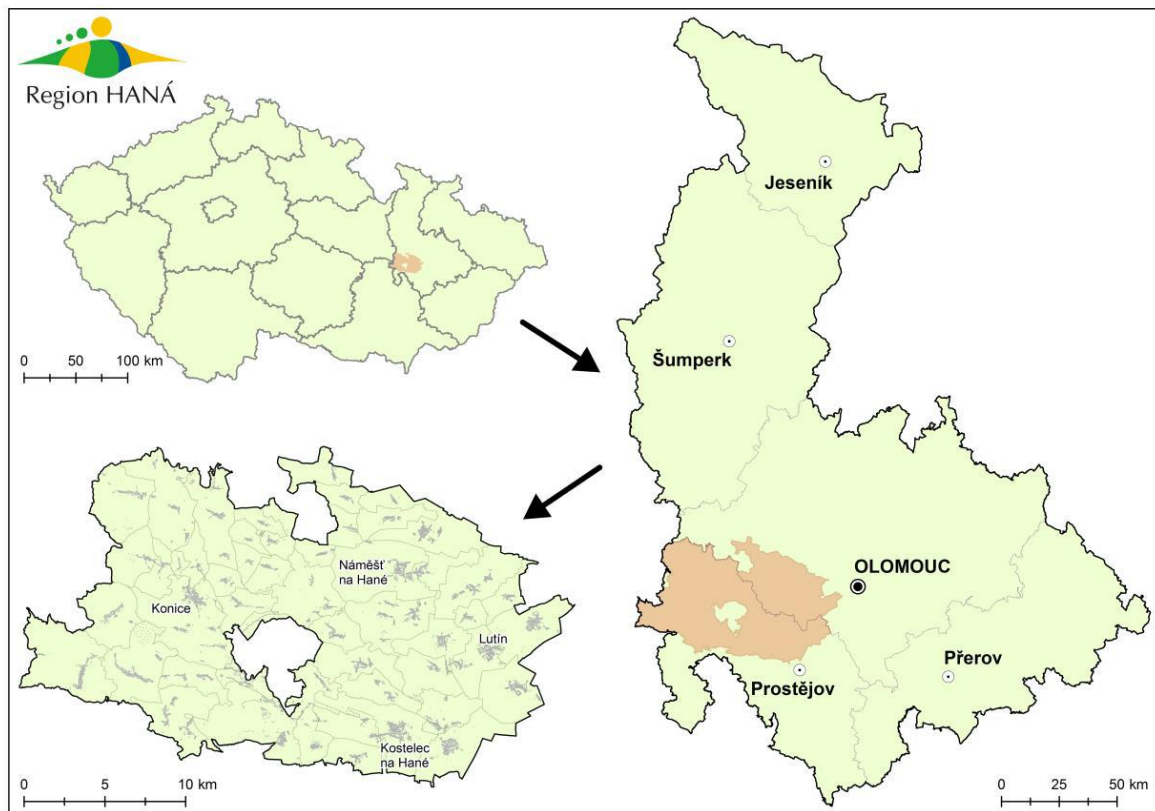 Region HANÁ
0 50 100 km
Jeseník
Šumperk
OLOMOUC
Přerov
Prostějov
0 25 50 km
Náměšť
na Hané
Konice
Lutín
Kostelec
na Hané
0 5 10 km